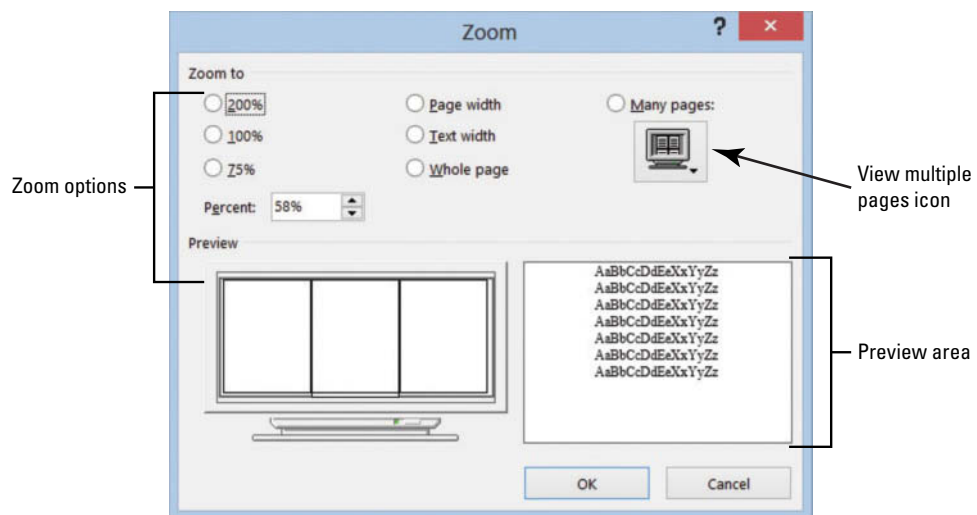 Zoom
?
×
Zoom to
200%
Page width
Many pages:
100%
Text width
75%
Whole page
Percent:
58%
Zoom options
View multiple
pages icon
Preview
AaBbCcDdEeXxYyZz
AaBbCcDdEeXxYyZz
AaBbCcDdEeXxYyZz
AaBbCcDdEeXxYyZz
AaBbCcDdEeXxYyZz
AaBbCcDdEeXxYyZz
AaBbCcDdEeXxYyZz
Preview area
OK
Cancel